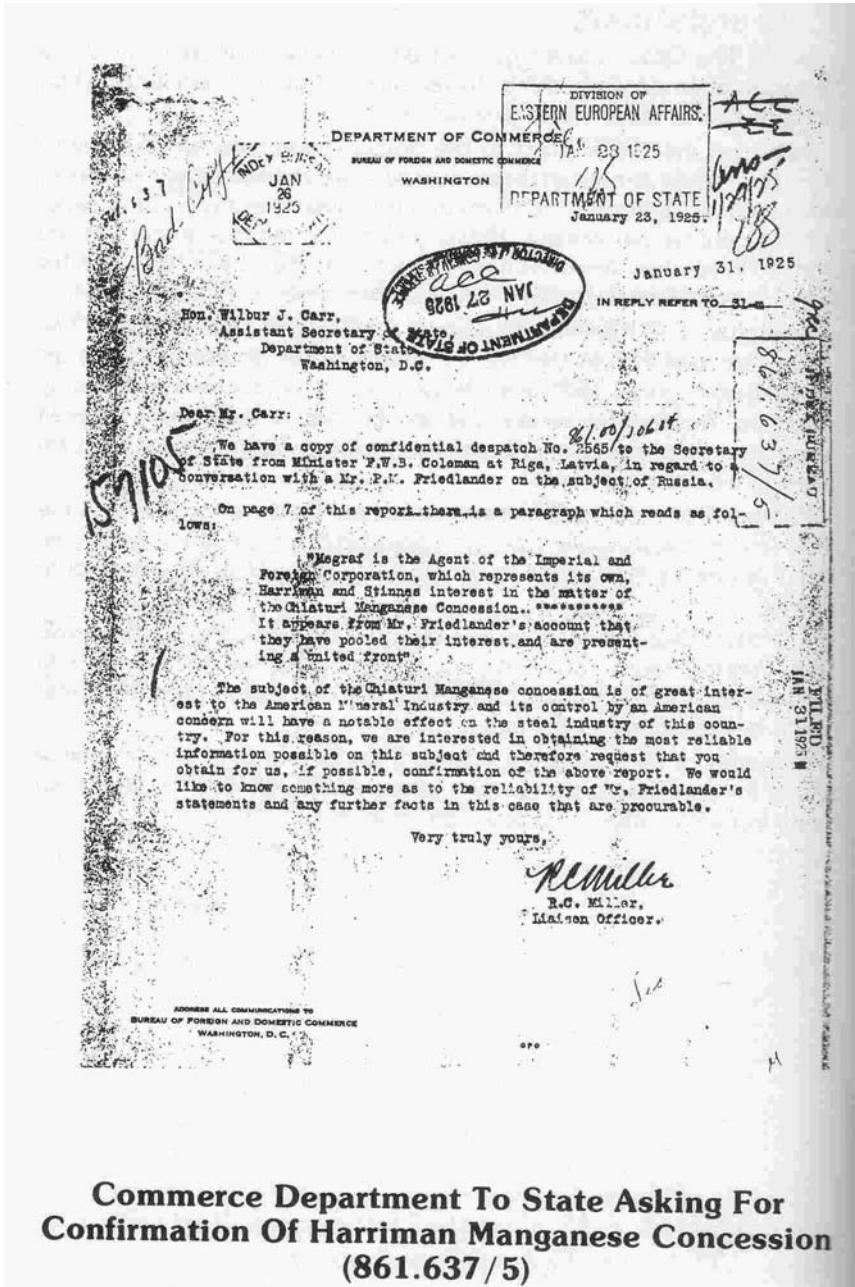 DIVISION OF
EASTERN EUROPEAN AFFAIRS
JAN 28 1925
DEPARTMENT OF STATE
DEPARTMENT OF COMMERCE
BUREAU OF FOREIGN AND DOMESTIC COMMERCE
WASHINGTON
January 23, 1925.
Bad Copy
JAN
26
1925
January 31, 1925
IN REPLY REFER TO 31-m
DEPARTMENT OF STATE
JAN 27 1925
Hon. Wilbur J. Carr,
Assistant Secretary of State,
Department of State,
Washington, D.C.
861.637/5
Dear Mr. Carr:
We have a copy of confidential despatch No. 2565 to the Secretary
of State from Minister F.W.B. Coleman at Riga, Latvia, in regard to a
conversation with a Mr. P.M. Friedlander on the subject of Russia.
157105
On page 7 of this report there is a paragraph which reads as fol-
lows:
"Megraf is the Agent of the Imperial and
Foreign Corporation, which represents its own,
Harriman and Stinnes interest in the matter of
the Chiaturi Manganese Concession.. ***********
It appears from Mr. Friedlander's account that
they have pooled their interest and are present-
ing a united front".
The subject of the Chiaturi Manganese concession is of great inter-
est to the American Mineral Industry and its control by an American
concern will have a notable effect on the steel industry of this coun-
try. For this reason, we are interested in obtaining the most reliable
information possible on this subject and therefore request that you
obtain for us, if possible, confirmation of the above report. We would
like to know something more as to the reliability of Mr. Friedlander's
statements and any further facts in this case that are procurable.
FILED
JAN 31 1925
Very truly yours,
RCMiller
R.C. Miller,
Liaison Officer.
ADDRESS ALL COMMUNICATIONS TO
BUREAU OF FOREIGN AND DOMESTIC COMMERCE
WASHINGTON, D. C.
GPO
Commerce Department To State Asking For
Confirmation Of Harriman Manganese Concession
(861.637/5)